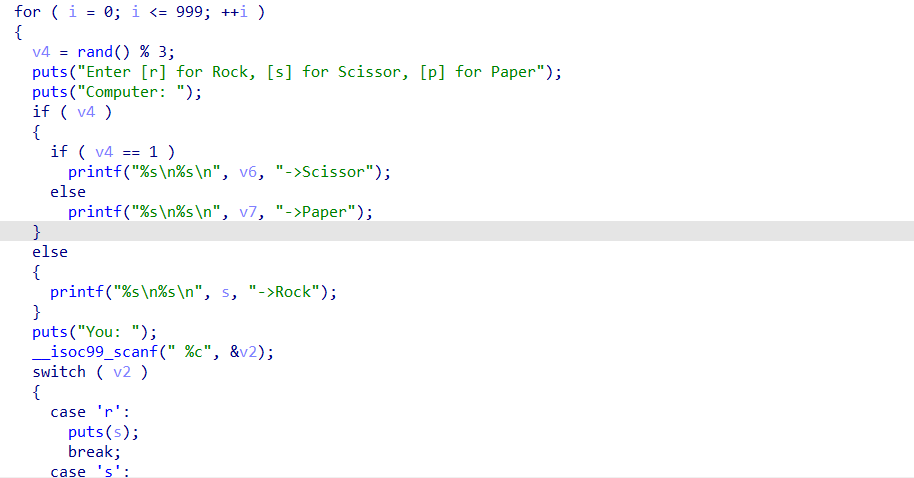 for ( i = 0; i <= 999; ++i )
{
v4 = rand() % 3;
puts("Enter [r] for Rock, [s] for Scissor, [p] for Paper");
puts("Computer: ");
if ( v4 )
{
if ( v4 == 1 )
printf("%s\n%s\n", v6, "->Scissor");
else
printf("%s\n%s\n", v7, "->Paper");
}
else
{
printf("%s\n%s\n", s, "->Rock");
}
puts("You: ");
__isoc99_scanf(" %c", &v2);
switch ( v2 )
{
case 'r':
puts(s);
break;
case 's':